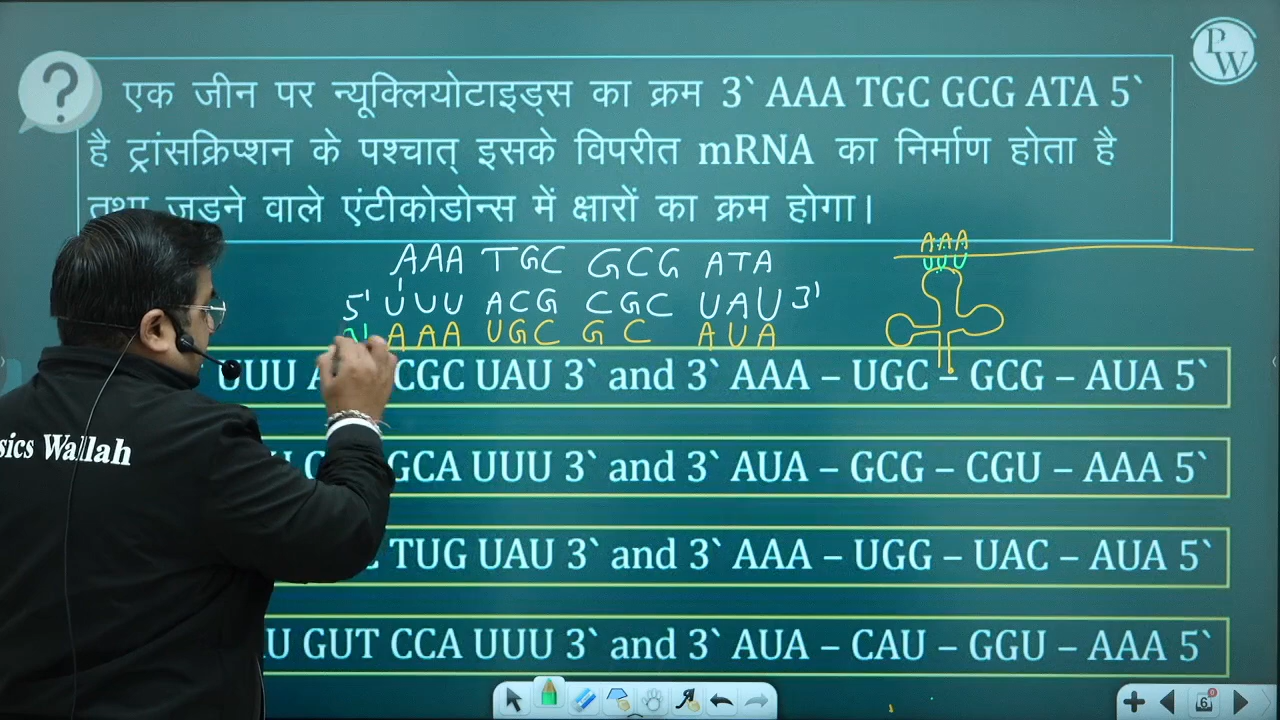 PW
?
एक जीन पर न्यूक्लियोटाइड्स का क्रम 3` AAA TGC GCG ATA 5`
है ट्रांसक्रिप्शन के पश्चात् इसके विपरीत mRNA का निर्माण होता है
तथा जुड़ने वाले एंटीकोडोन्स में क्षारों का क्रम होगा।
AAA TGC GCG ATA
5' UUU ACG CGC UAU 3'
AAA UGC G C AUA
AAA
UUU
UUU CGC UAU 3` and 3` AAA – UGC – GCG – AUA 5`
GCA UUU 3` and 3` AUA – GCG – CGU – AAA 5`
TUG UAU 3` and 3` AAA – UGG – UAC – AUA 5`
GUT CCA UUU 3` and 3` AUA – CAU – GGU – AAA 5`
sics Wallah
6